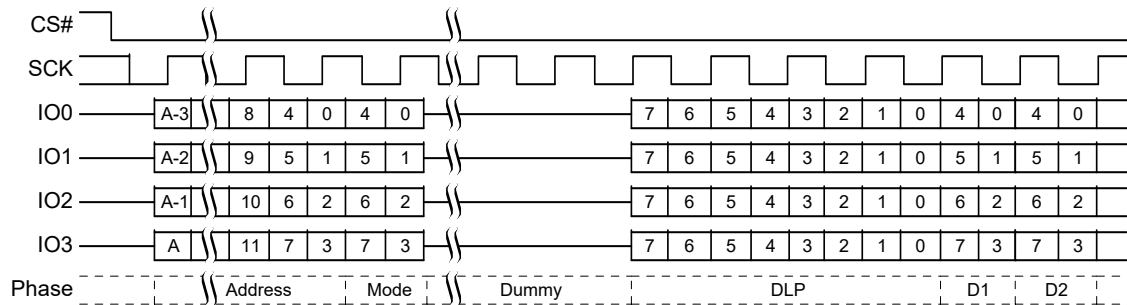 CS#
SCK
IO0 A-3 8 4 0 4 0 7 6 5 4 3 2 1 0 4 0 4 0
IO1 A-2 9 5 1 5 1 7 6 5 4 3 2 1 0 5 1 5 1
IO2 A-1 10 6 2 6 2 7 6 5 4 3 2 1 0 6 2 6 2
IO3 A 11 7 3 7 3 7 6 5 4 3 2 1 0 7 3 7 3
Phase Address Mode Dummy DLP D1 D2